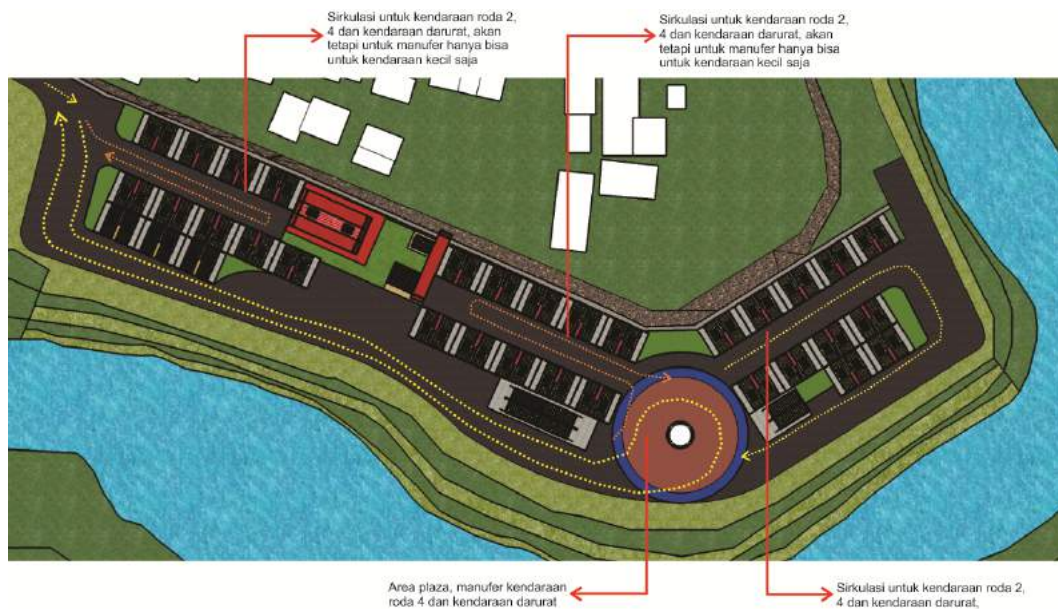 Sirkulasi untuk kendaraan roda 2,
4 dan kendaraan darurat, akan
tetapi untuk manufer hanya bisa
untuk kendaraan kecil saja
Sirkulasi untuk kendaraan roda 2,
4 dan kendaraan darurat, akan
tetapi untuk manufer hanya bisa
untuk kendaraan kecil saja
Area plaza, manufer kendaraan
roda 4 dan kendaraan darurat
Sirkulasi untuk kendaraan roda 2,
4 dan kendaraan darurat,